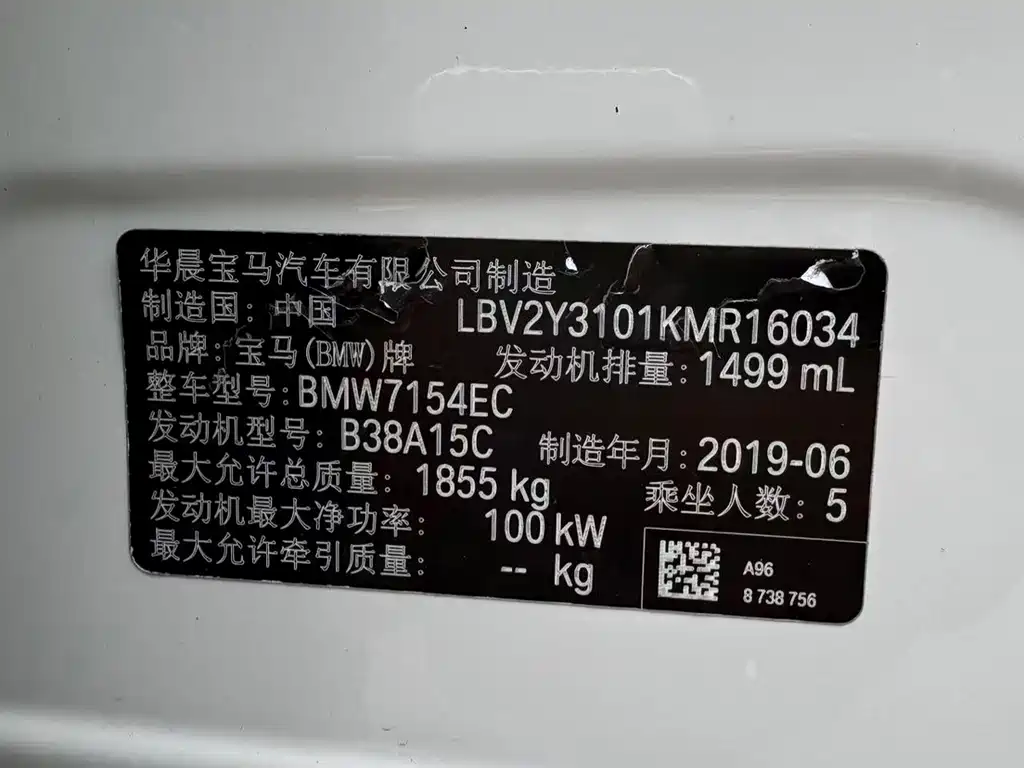 华晨宝马汽车有限公司制造
制造国：中国 LBV2Y3101KMR16034
品牌：宝马(BMW)牌 发动机排量：1499 mL
整车型号：BMW7154EC
发动机型号：B38A15C 制造年月：2019-06
最大允许总质量：1855 kg 乘坐人数：5
发动机最大净功率：100 kW
最大允许牵引质量：-- kg
A96
8 738 756